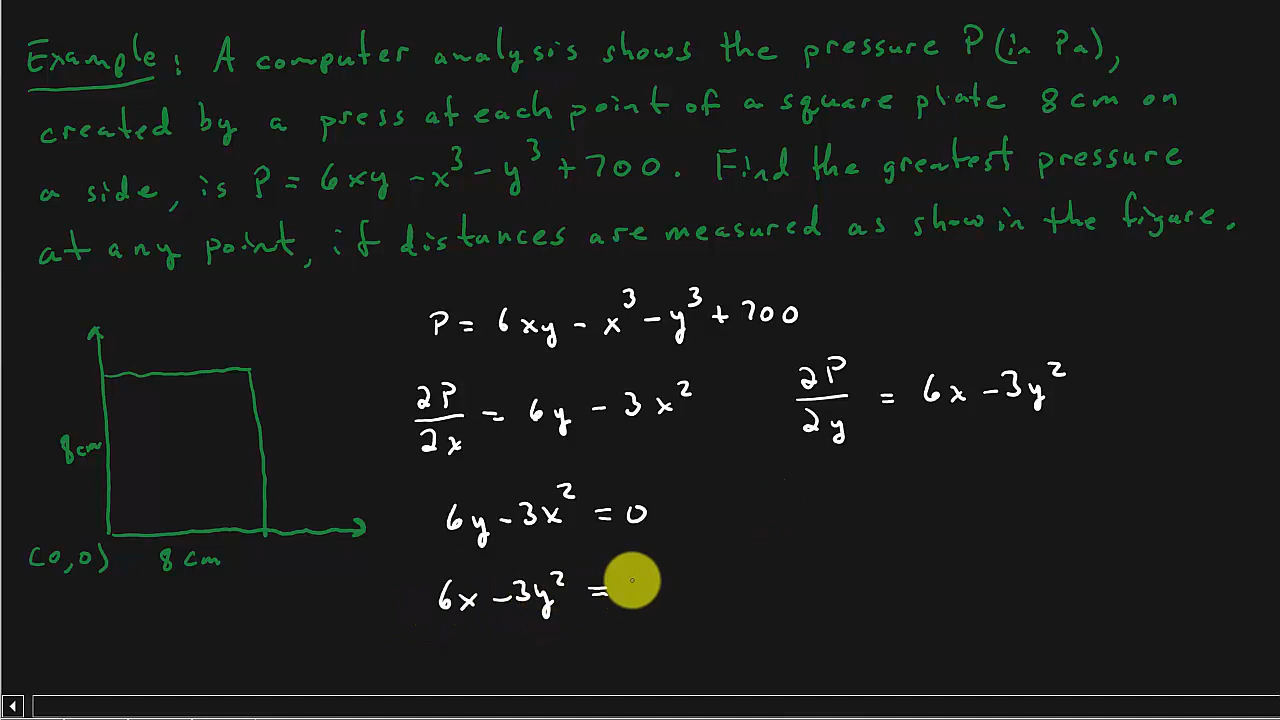 Example: A computer analysis shows the pressure P (in Pa),
created by a press at each point of a square plate 8 cm on
a side, is P = 6xy - x³ - y³ + 700. Find the greatest pressure
at any point, if distances are measured as show in the figure.
P = 6xy - x³ - y³ + 700
∂P/∂x = 6y - 3x² ∂P/∂y = 6x - 3y²
8cm
6y - 3x² = 0
(0,0) 8 cm
6x - 3y² =